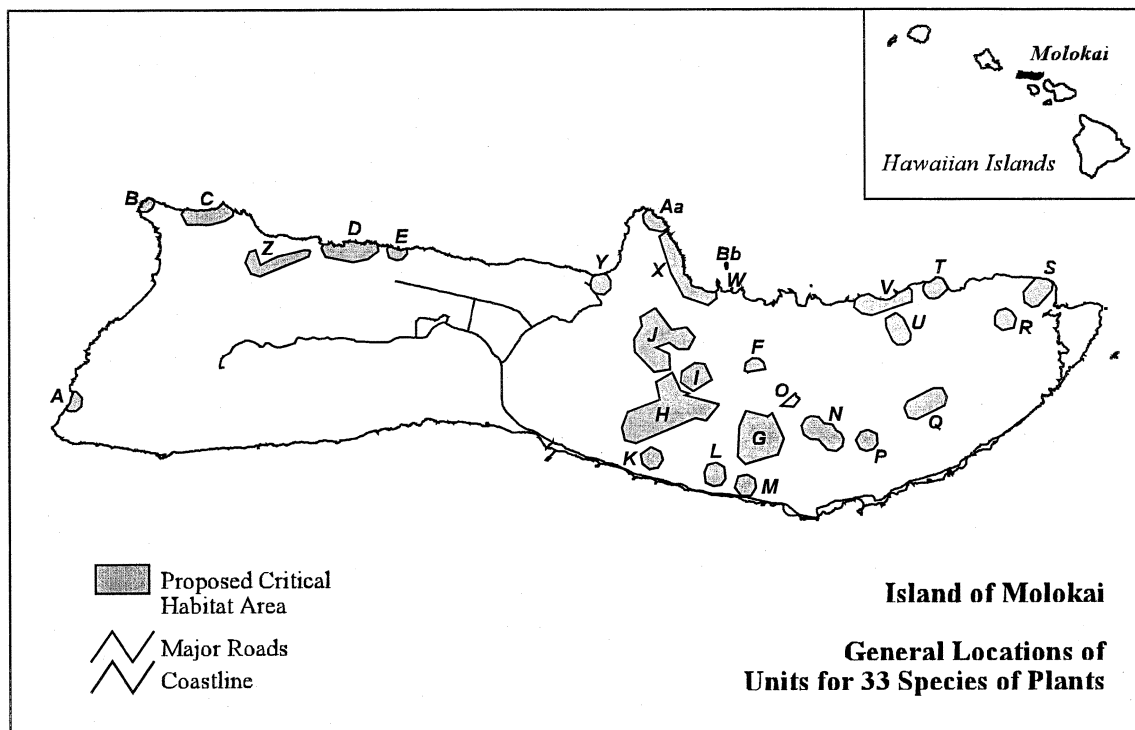 Molokai
Hawaiian Islands
B
C
Aa
D
E
Z
Y
X
Bb
W
V
T
S
U
R
J
F
I
A
O
H
G
N
Q
K
L
P
M
Proposed Critical
Habitat Area
Major Roads
Coastline
Island of Molokai
General Locations of
Units for 33 Species of Plants